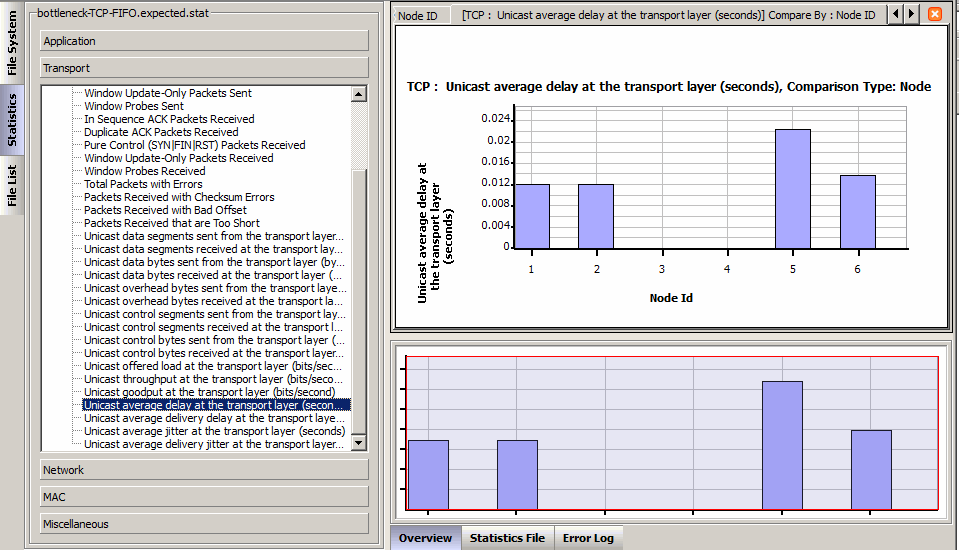 File System
Statistics
File List
bottleneck-TCP-FIFO.expected.stat
Application
Transport
Window Update-Only Packets Sent
Window Probes Sent
In Sequence ACK Packets Received
Duplicate ACK Packets Received
Pure Control (SYN|FIN|RST) Packets Received
Window Update-Only Packets Received
Window Probes Received
Total Packets with Errors
Packets Received with Checksum Errors
Packets Received with Bad Offset
Packets Received that are Too Short
Unicast data segments sent from the transport layer...
Unicast data segments received at the transport lay...
Unicast data bytes sent from the transport layer (by...
Unicast data bytes received at the transport layer (...
Unicast overhead bytes sent from the transport laye...
Unicast overhead bytes received at the transport la...
Unicast control segments sent from the transport lay...
Unicast control segments received at the transport l...
Unicast control bytes sent from the transport layer (...
Unicast control bytes received at the transport layer...
Unicast offered load at the transport layer (bits/sec...
Unicast throughput at the transport layer (bits/seco...
Unicast goodput at the transport layer (bits/second)
Unicast average delay at the transport layer (secon...
Unicast average delivery delay at the transport laye...
Unicast average jitter at the transport layer (seconds)
Unicast average delivery jitter at the transport layer...
Network
MAC
Miscellaneous
Node ID
[TCP : Unicast average delay at the transport layer (seconds)] Compare By : Node ID
TCP : Unicast average delay at the transport layer (seconds), Comparison Type: Node
Unicast average delay at
the transport layer
(seconds)
0.024
0.02
0.016
0.012
0.008
0.004
0
1 2 3 4 5 6
Node Id
Overview
Statistics File
Error Log